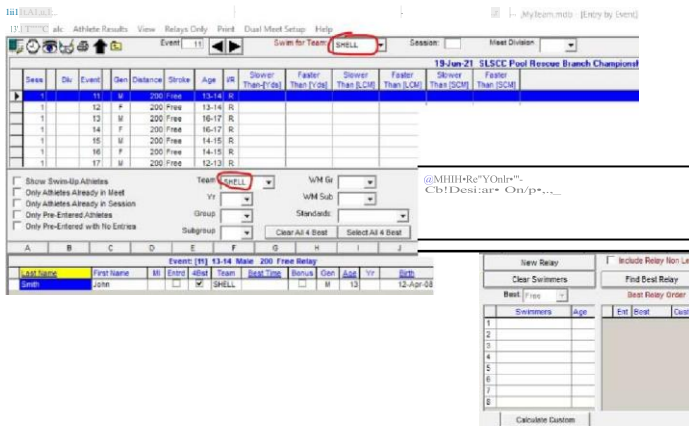 MyTeam.mdb - [Entry by Event]
Athlete Results View Relays Only Print Dual Meet Setup Help
Event 11 Swim for Team: SHELL Session: Meet Division
19-Jun-21 SLSCC Pool Rescue Branch Championsh
Sess Div Event Gen Distance Stroke Age I/R Slower Than-[Yds] Faster Than [Yds] Slower Than [LCM] Faster Than [LCM] Slower Than [SCM] Faster Than [SCM]
1 11 M 200 Free 13-14 R
1 12 F 200 Free 13-14 R
1 13 M 200 Free 16-17 R
1 14 F 200 Free 16-17 R
1 15 M 200 Free 14-15 R
1 16 F 200 Free 14-15 R
1 17 M 200 Free 12-13 R
Show Swim-Up Athletes Team SHELL WM Gr
Only Athletes Already in Meet Yr WM Sub
Only Athletes Already in Session
Only Pre-Entered Athletes Group Standards:
Only Pre-Entered with No Entries Subgroup Clear All 4 Best Select All 4 Best
A B C D E F G H I J
Event: [11] 13-14 Male 200 Free Relay
Last Name First Name MI Entrd 4Bst Team Best Time Bonus Gen Age Yr Birth
Smith John SHELL M 13 12-Apr-08
New Relay Include Relay Non Le
Clear Swimmers Find Best Relay
Best: Free Best Relay Order
Swimmers Age Ent Best Cust
1
2
3
4
5
6
7
8
Calculate Custom